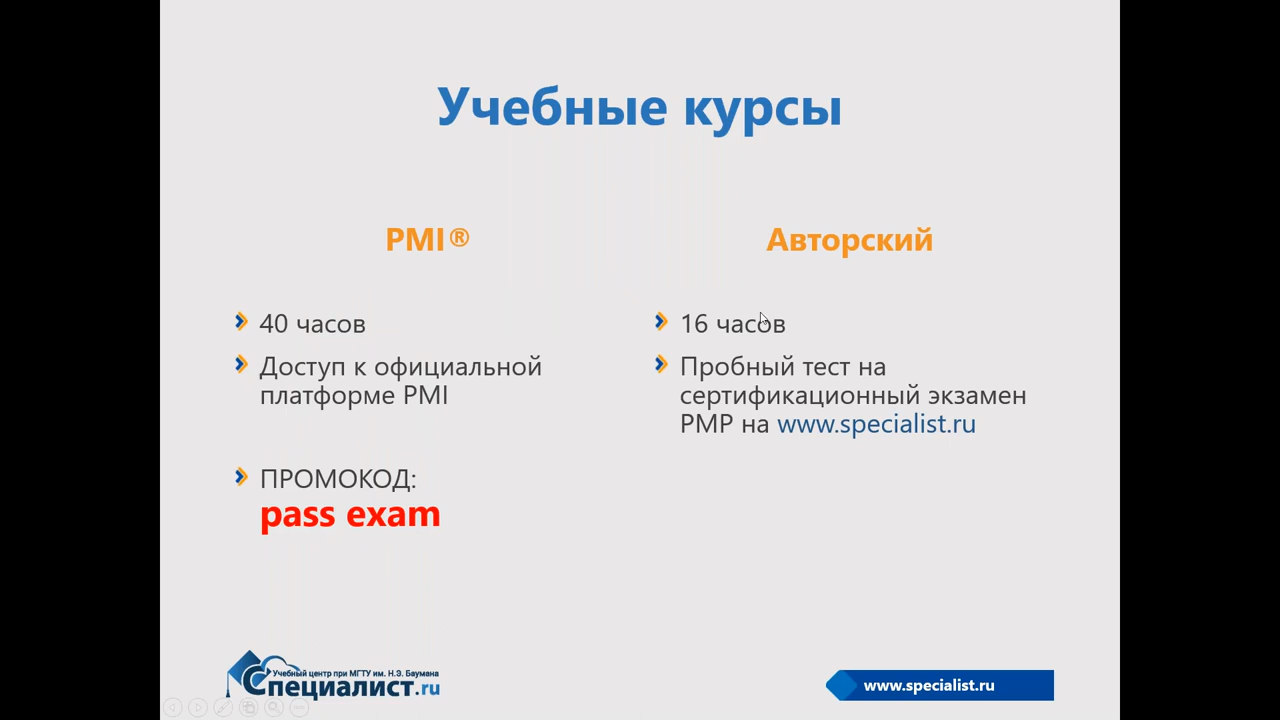 Учебные курсы
PMI®
40 часов
Доступ к официальной
платформе PMI
ПРОМОКОД:
pass exam
Авторский
16 часов
Пробный тест на
сертификационный экзамен
PMP на www.specialist.ru
Учебный центр при МГТУ им. Н.Э. Баумана
Специалист.ru
www.specialist.ru